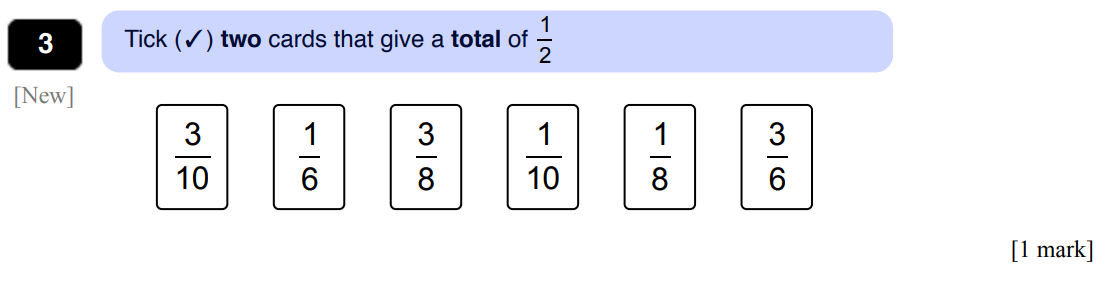 3
Tick (✓) two cards that give a total of 1/2
[New]
3/10 1/6 3/8 1/10 1/8 3/6
[1 mark]